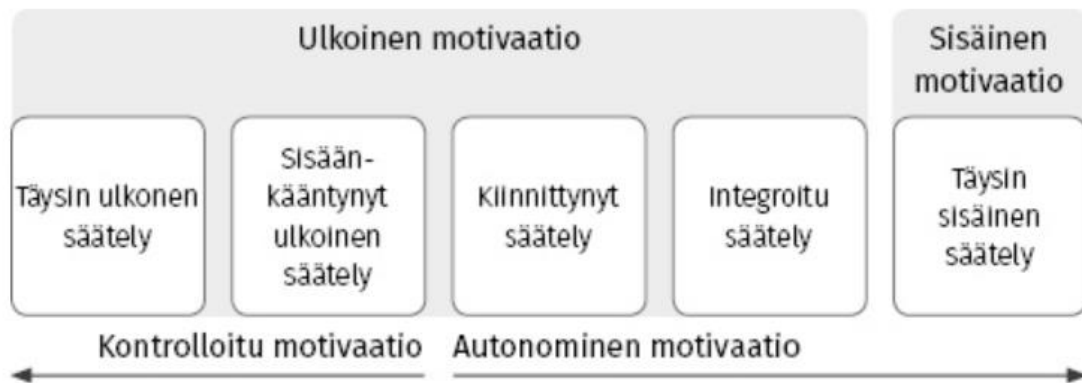 Ulkoinen motivaatio
Sisäinen
motivaatio
Täysin ulkonen
säätely
Sisään-
kääntynyt
ulkoinen
säätely
Kiinnittynyt
säätely
Integroitu
säätely
Täysin
sisäinen
säätely
Kontrolloitu motivaatio
Autonominen motivaatio